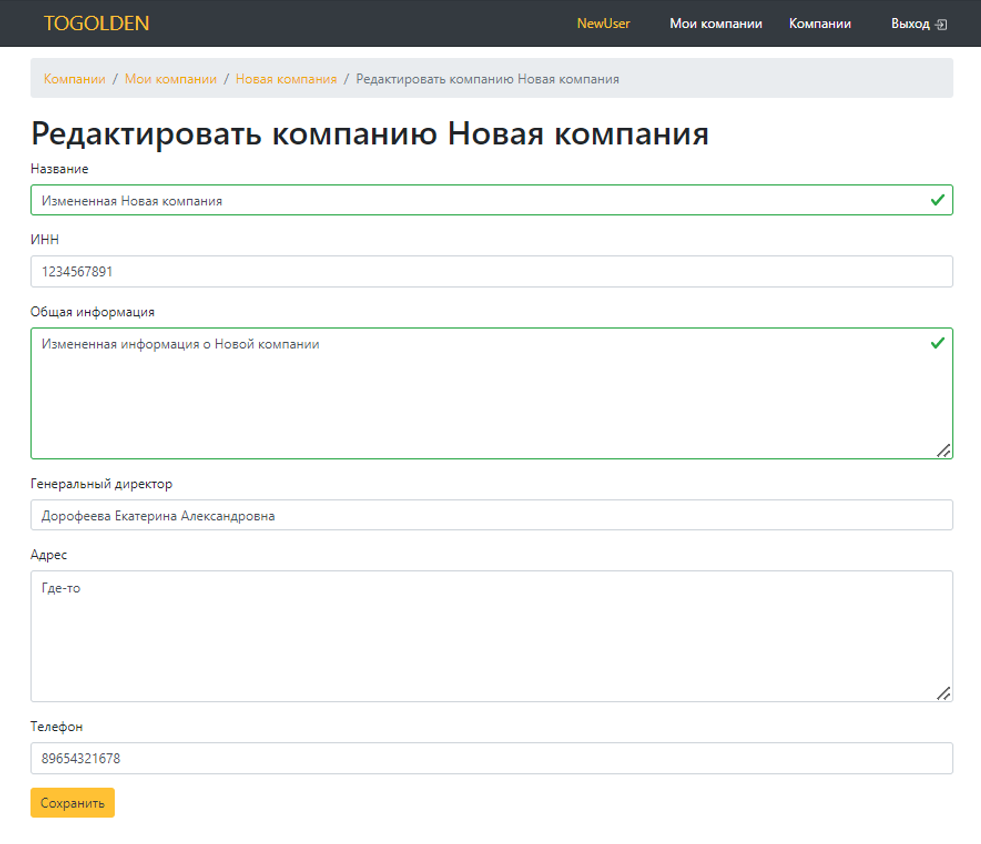 TOGOLDEN NewUser Мои компании Компании Выход
Компании / Мои компании / Новая компания / Редактировать компанию Новая компания
Редактировать компанию Новая компания
Название
Измененная Новая компания
ИНН
1234567891
Общая информация
Измененная информация о Новой компании
Генеральный директор
Дорофеева Екатерина Александровна
Адрес
Где-то
Телефон
89654321678
Сохранить